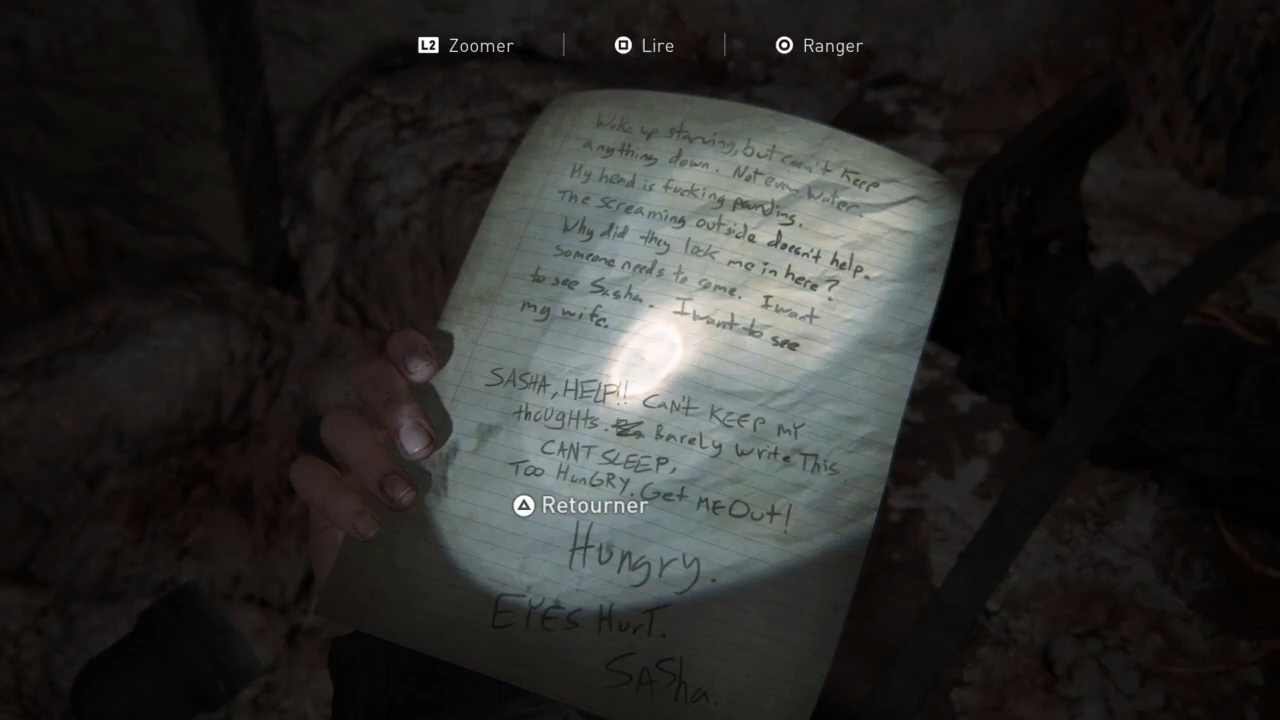 L2 Zoomer | Lire | Ranger
Woke up starving, but can't keep
anything down. Not even water.
My head is fucking pounding.
The screaming outside doesn't help.
Why did they lock me in here?
someone needs to come. I want
to see Sasha. I want to see
my wife.
SASHA, HELP!! CaN'T KEEP MY
thoUgHts. Barely write This
CANT SLEEP,
TOO HunGRY. Get ME Out!
Retourner
Hungry.
EYES HurT.
SASha.